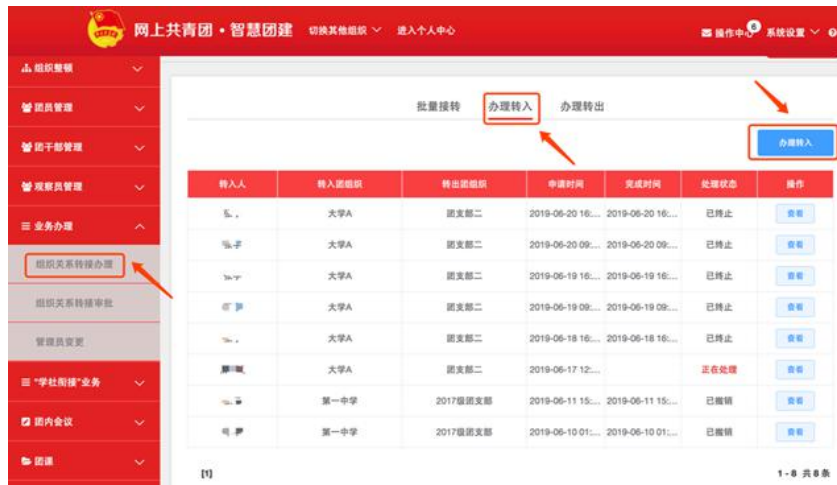 网上共青团·智慧团建 切换其他组织 进入个人中心 操作中心 6 系统设置
组织整顿
团员管理
团干部管理
观察员管理
业务办理
组织关系转接办理
组织关系转接审批
管理员变更
"学社衔接"业务
团内会议
团课
批量接转 办理转入 办理转出
办理转入
转入人 转入团组织 转出团组织 申请时间 完成时间 处理状态 操作
大学A 团支部二 2019-06-20 16:... 2019-06-20 16:... 已终止 查看
大学A 团支部二 2019-06-20 09:... 2019-06-20 09:... 已终止 查看
大学A 团支部二 2019-06-19 16:... 2019-06-19 16:... 已终止 查看
大学A 团支部二 2019-06-19 09:... 2019-06-19 09:... 已终止 查看
大学A 团支部二 2019-06-18 16:... 2019-06-18 16:... 已终止 查看
大学A 团支部二 2019-06-17 12:... 正在处理 查看
第一中学 2017级团支部 2019-06-11 15:... 2019-06-11 15:... 已撤销 查看
第一中学 2017级团支部 2019-06-10 01:... 2019-06-10 01:... 已撤销 查看
[1] 1-8 共8条